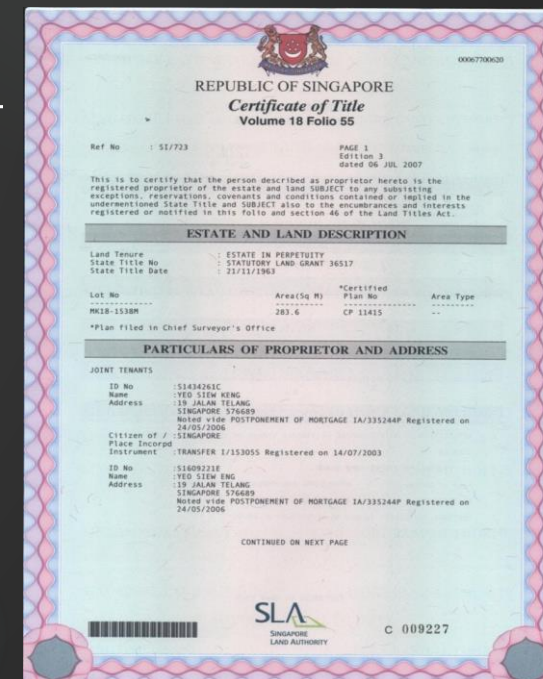 00067700620
REPUBLIC OF SINGAPORE
Certificate of Title
Volume 18 Folio 55
Ref No : SI/723 PAGE 1
Edition 3
dated 06 JUL 2007
This is to certify that the person described as proprietor hereto is the
registered proprietor of the estate and land SUBJECT to any subsisting
exceptions, reservations, covenants and conditions contained or implied in the
undermentioned State Title and SUBJECT also to the encumbrances and interests
registered or notified in this folio and section 46 of the Land Titles Act.
ESTATE AND LAND DESCRIPTION
Land Tenure : ESTATE IN PERPETUITY
State Title No : STATUTORY LAND GRANT 36517
State Title Date : 21/11/1963
*Certified
Lot No Area(Sq M) Plan No Area Type
MK18-1538M 283.6 CP 11415 --
*Plan filed in Chief Surveyor's Office
PARTICULARS OF PROPRIETOR AND ADDRESS
JOINT TENANTS
ID No :S1434261C
Name :YEO SIEW KENG
Address :19 JALAN TELANG
SINGAPORE 576689
Noted vide POSTPONEMENT OF MORTGAGE IA/335244P Registered on
24/05/2006
Citizen of / :SINGAPORE
Place Incorpd
Instrument :TRANSFER I/15305S Registered on 14/07/2003
ID No :S1609221E
Name :YEO SIEW ENG
Address :19 JALAN TELANG
SINGAPORE 576689
Noted vide POSTPONEMENT OF MORTGAGE IA/335244P Registered on
24/05/2006
CONTINUED ON NEXT PAGE
SLA
SINGAPORE
LAND AUTHORITY
C 009227